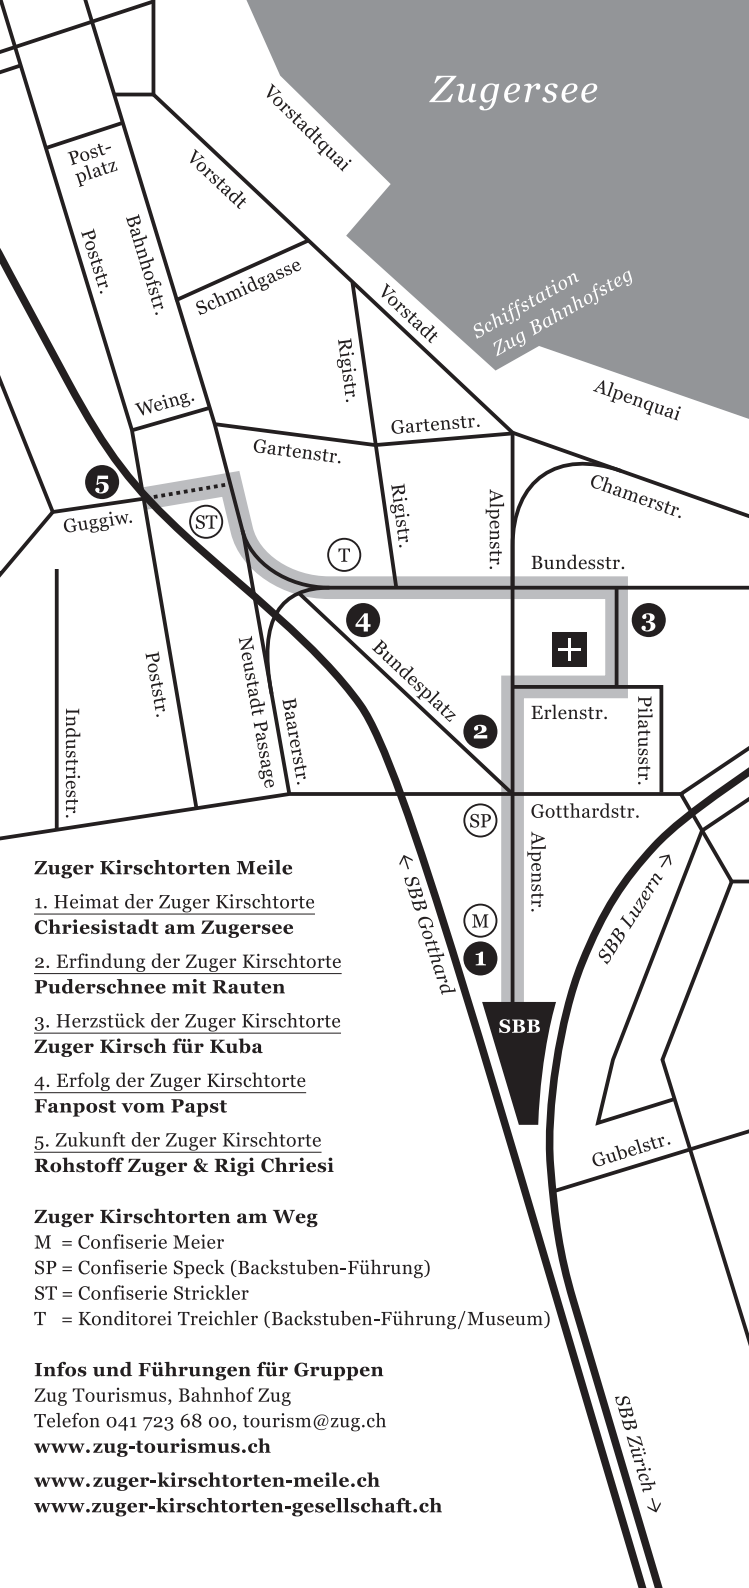 Zugersee
Vorstadtquai
Post-
platz
Vorstadt
Poststr.
Bahnhofstr.
Schmidgasse
Vorstadt
Schiffstation
Zug Bahnhofsteg
Rigistr.
Alpenquai
Weing.
Gartenstr.
Gartenstr.
5
Guggiw.
ST
Rigistr.
Alpenstr.
Chamerstr.
T
Bundesstr.
4
3
Poststr.
Neustadt Passage
Baarerstr.
Bundesplatz
2
Erlenstr.
Pilatusstr.
Industriestr.
SP
Gotthardstr.
Alpenstr.
← SBB Gotthard
SBB Luzern →
M
1
SBB
Gubelstr.
SBB Zürich →
Zuger Kirschtorten Meile
1. Heimat der Zuger Kirschtorte
Chriesistadt am Zugersee
2. Erfindung der Zuger Kirschtorte
Puderschnee mit Rauten
3. Herzstück der Zuger Kirschtorte
Zuger Kirsch für Kuba
4. Erfolg der Zuger Kirschtorte
Fanpost vom Papst
5. Zukunft der Zuger Kirschtorte
Rohstoff Zuger & Rigi Chriesi
Zuger Kirschtorten am Weg
M = Confiserie Meier
SP = Confiserie Speck (Backstuben-Führung)
ST = Confiserie Strickler
T = Konditorei Treichler (Backstuben-Führung/Museum)
Infos und Führungen für Gruppen
Zug Tourismus, Bahnhof Zug
Telefon 041 723 68 00, tourism@zug.ch
www.zug-tourismus.ch
www.zuger-kirschtorten-meile.ch
www.zuger-kirschtorten-gesellschaft.ch